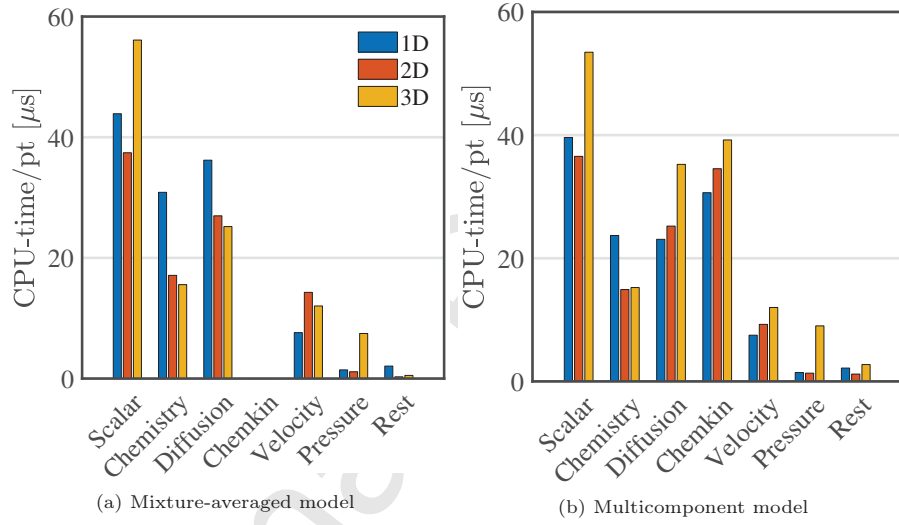 60
40
20
0
CPU-time/pt [μs]
1D
2D
3D
Scalar
Chemistry
Diffusion
Chemkin
Velocity
Pressure
Rest
(a) Mixture-averaged model
60
40
20
0
CPU-time/pt [μs]
Scalar
Chemistry
Diffusion
Chemkin
Velocity
Pressure
Rest
(b) Multicomponent model